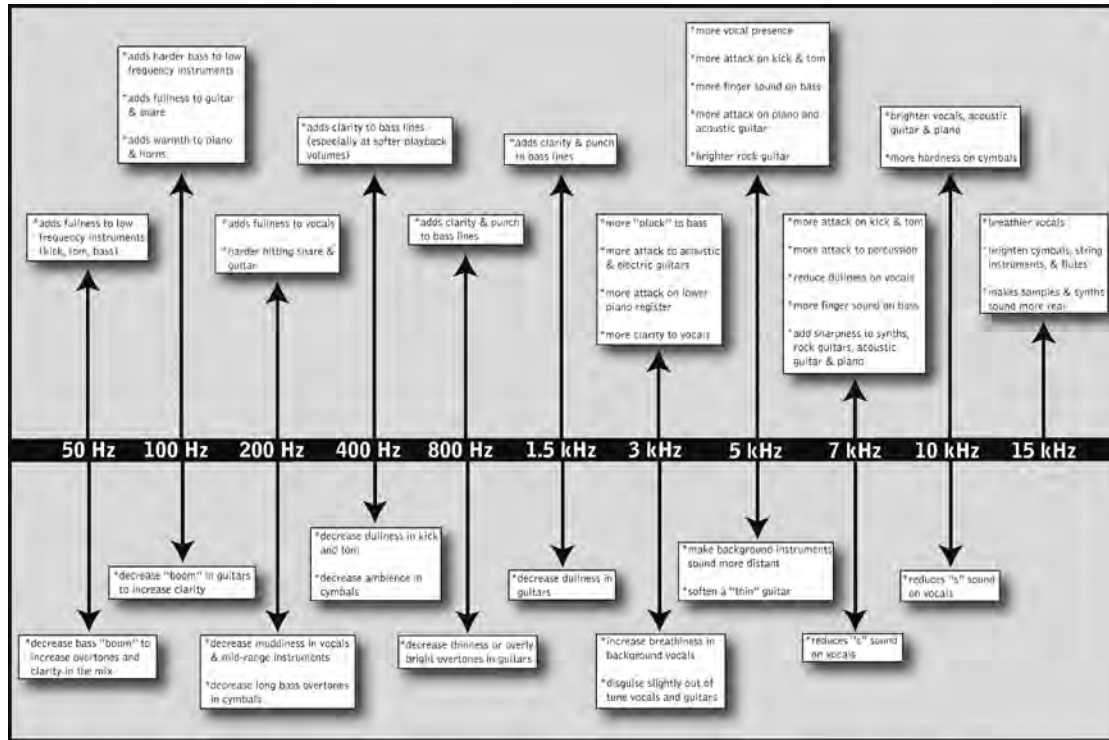 *adds fullness to low
frequency instruments
(kick, tom, bass)
*adds harder bass to low
frequency instruments
*adds fullness to guitar
& snare
*adds warmth to piano
& horns
*adds fullness to vocals
*harder hitting snare &
guitar
*adds clarity to bass lines
(especially at softer playback
volumes)
*adds clarity & punch
to bass lines
*adds clarity & punch
to bass lines
*more "pluck" to bass
*more attack to acoustic
& electric guitars
*more attack on lower
piano register
*more clarity to vocals
*more vocal presence
*more attack on kick & tom
*more finger sound on bass
*more attack on piano and
acoustic guitar
*brighter rock guitar
*more attack on kick & tom
*more attack to percussion
*reduce dullness on vocals
*more finger sound on bass
*add sharpness to synths,
rock guitars, acoustic
guitar & piano
*brighten vocals, acoustic
guitar & piano
*more hardness on cymbals
*breathier vocals
*brighten cymbals, string
instruments, & flutes
*makes samples & synths
sound more real
50 Hz 100 Hz 200 Hz 400 Hz 800 Hz 1.5 kHz 3 kHz 5 kHz 7 kHz 10 kHz 15 kHz
*decrease bass "boom" to
increase overtones and
clarity in the mix
*decrease "boom" in guitars
to increase clarity
*decrease muddiness in vocals
& mid-range instruments
*decrease long bass overtones
in cymbals
*decrease dullness in kick
and tom
*decrease ambience in
cymbals
*decrease thinness or overly
bright overtones in guitars
*decrease dullness in
guitars
*increase breathiness in
background vocals
*disguise slightly out of
tune vocals and guitars
*make background instruments
sound more distant
*soften a "thin" guitar
*reduces "s" sound
on vocals
*reduces "s" sound
on vocals